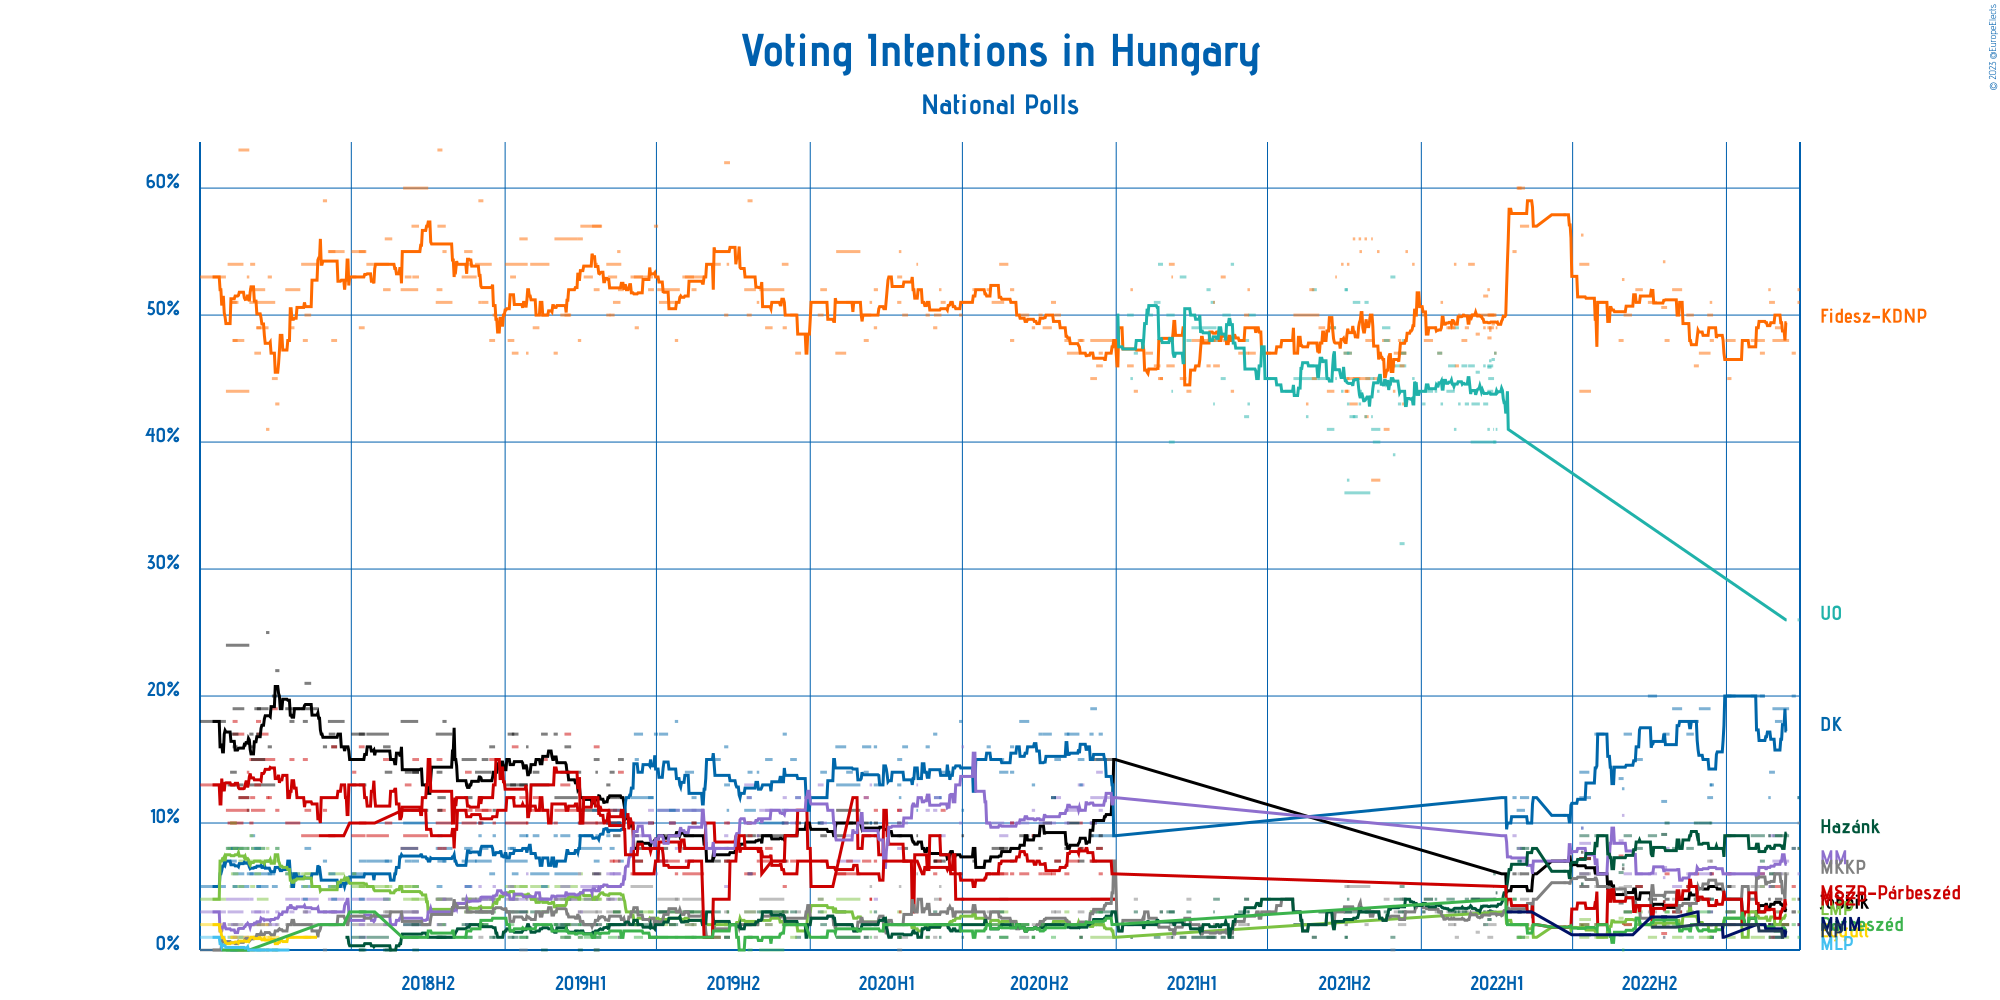 Voting Intentions in Hungary
National Polls
© 2023 @EuropeElects
60%
50%
40%
30%
20%
10%
0%
Fidesz-KDNP
UO
DK
Hazánk
MM
MKKP
MSZP-Párbeszéd
LMP
MMM
MLP
2018H2
2019H1
2019H2
2020H1
2020H2
2021H1
2021H2
2022H1
2022H2